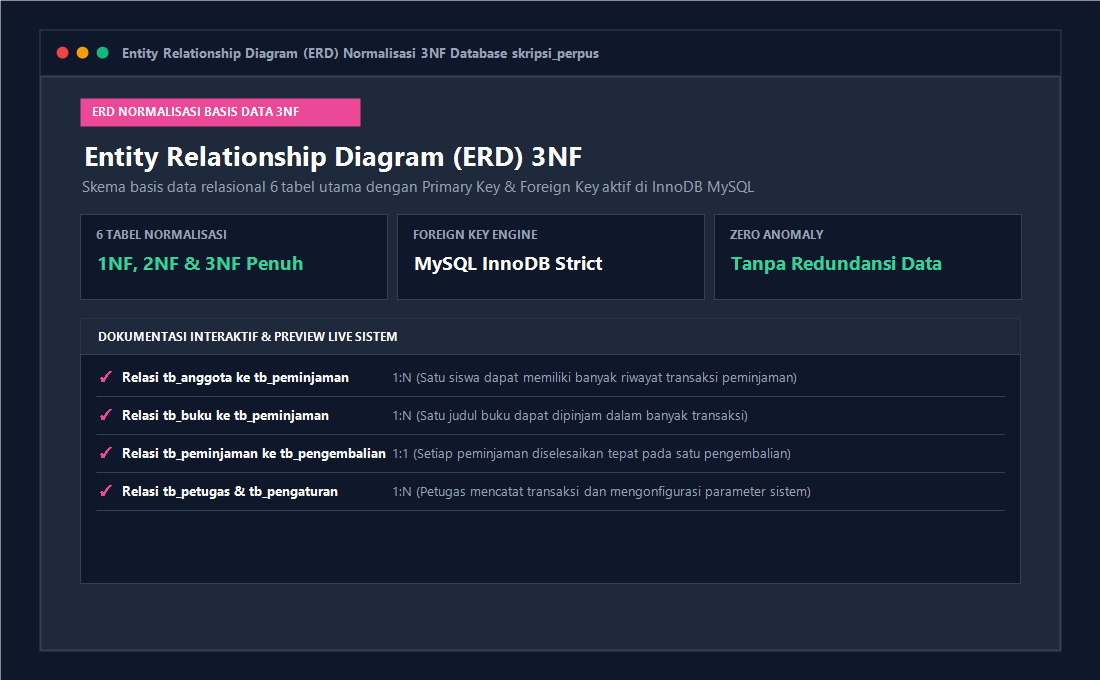 Entity Relationship Diagram (ERD) Normalisasi 3NF Database skripsi_perpus
ERD NORMALISASI BASIS DATA 3NF
Entity Relationship Diagram (ERD) 3NF
Skema basis data relasional 6 tabel utama dengan Primary Key & Foreign Key aktif di InnoDB MySQL
6 TABEL NORMALISASI
1NF, 2NF & 3NF Penuh
FOREIGN KEY ENGINE
MySQL InnoDB Strict
ZERO ANOMALY
Tanpa Redundansi Data
DOKUMENTASI INTERAKTIF & PREVIEW LIVE SISTEM
✓ Relasi tb_anggota ke tb_peminjaman 1:N (Satu siswa dapat memiliki banyak riwayat transaksi peminjaman)
✓ Relasi tb_buku ke tb_peminjaman 1:N (Satu judul buku dapat dipinjam dalam banyak transaksi)
✓ Relasi tb_peminjaman ke tb_pengembalian 1:1 (Setiap peminjaman diselesaikan tepat pada satu pengembalian)
✓ Relasi tb_petugas & tb_pengaturan 1:N (Petugas mencatat transaksi dan mengonfigurasi parameter sistem)